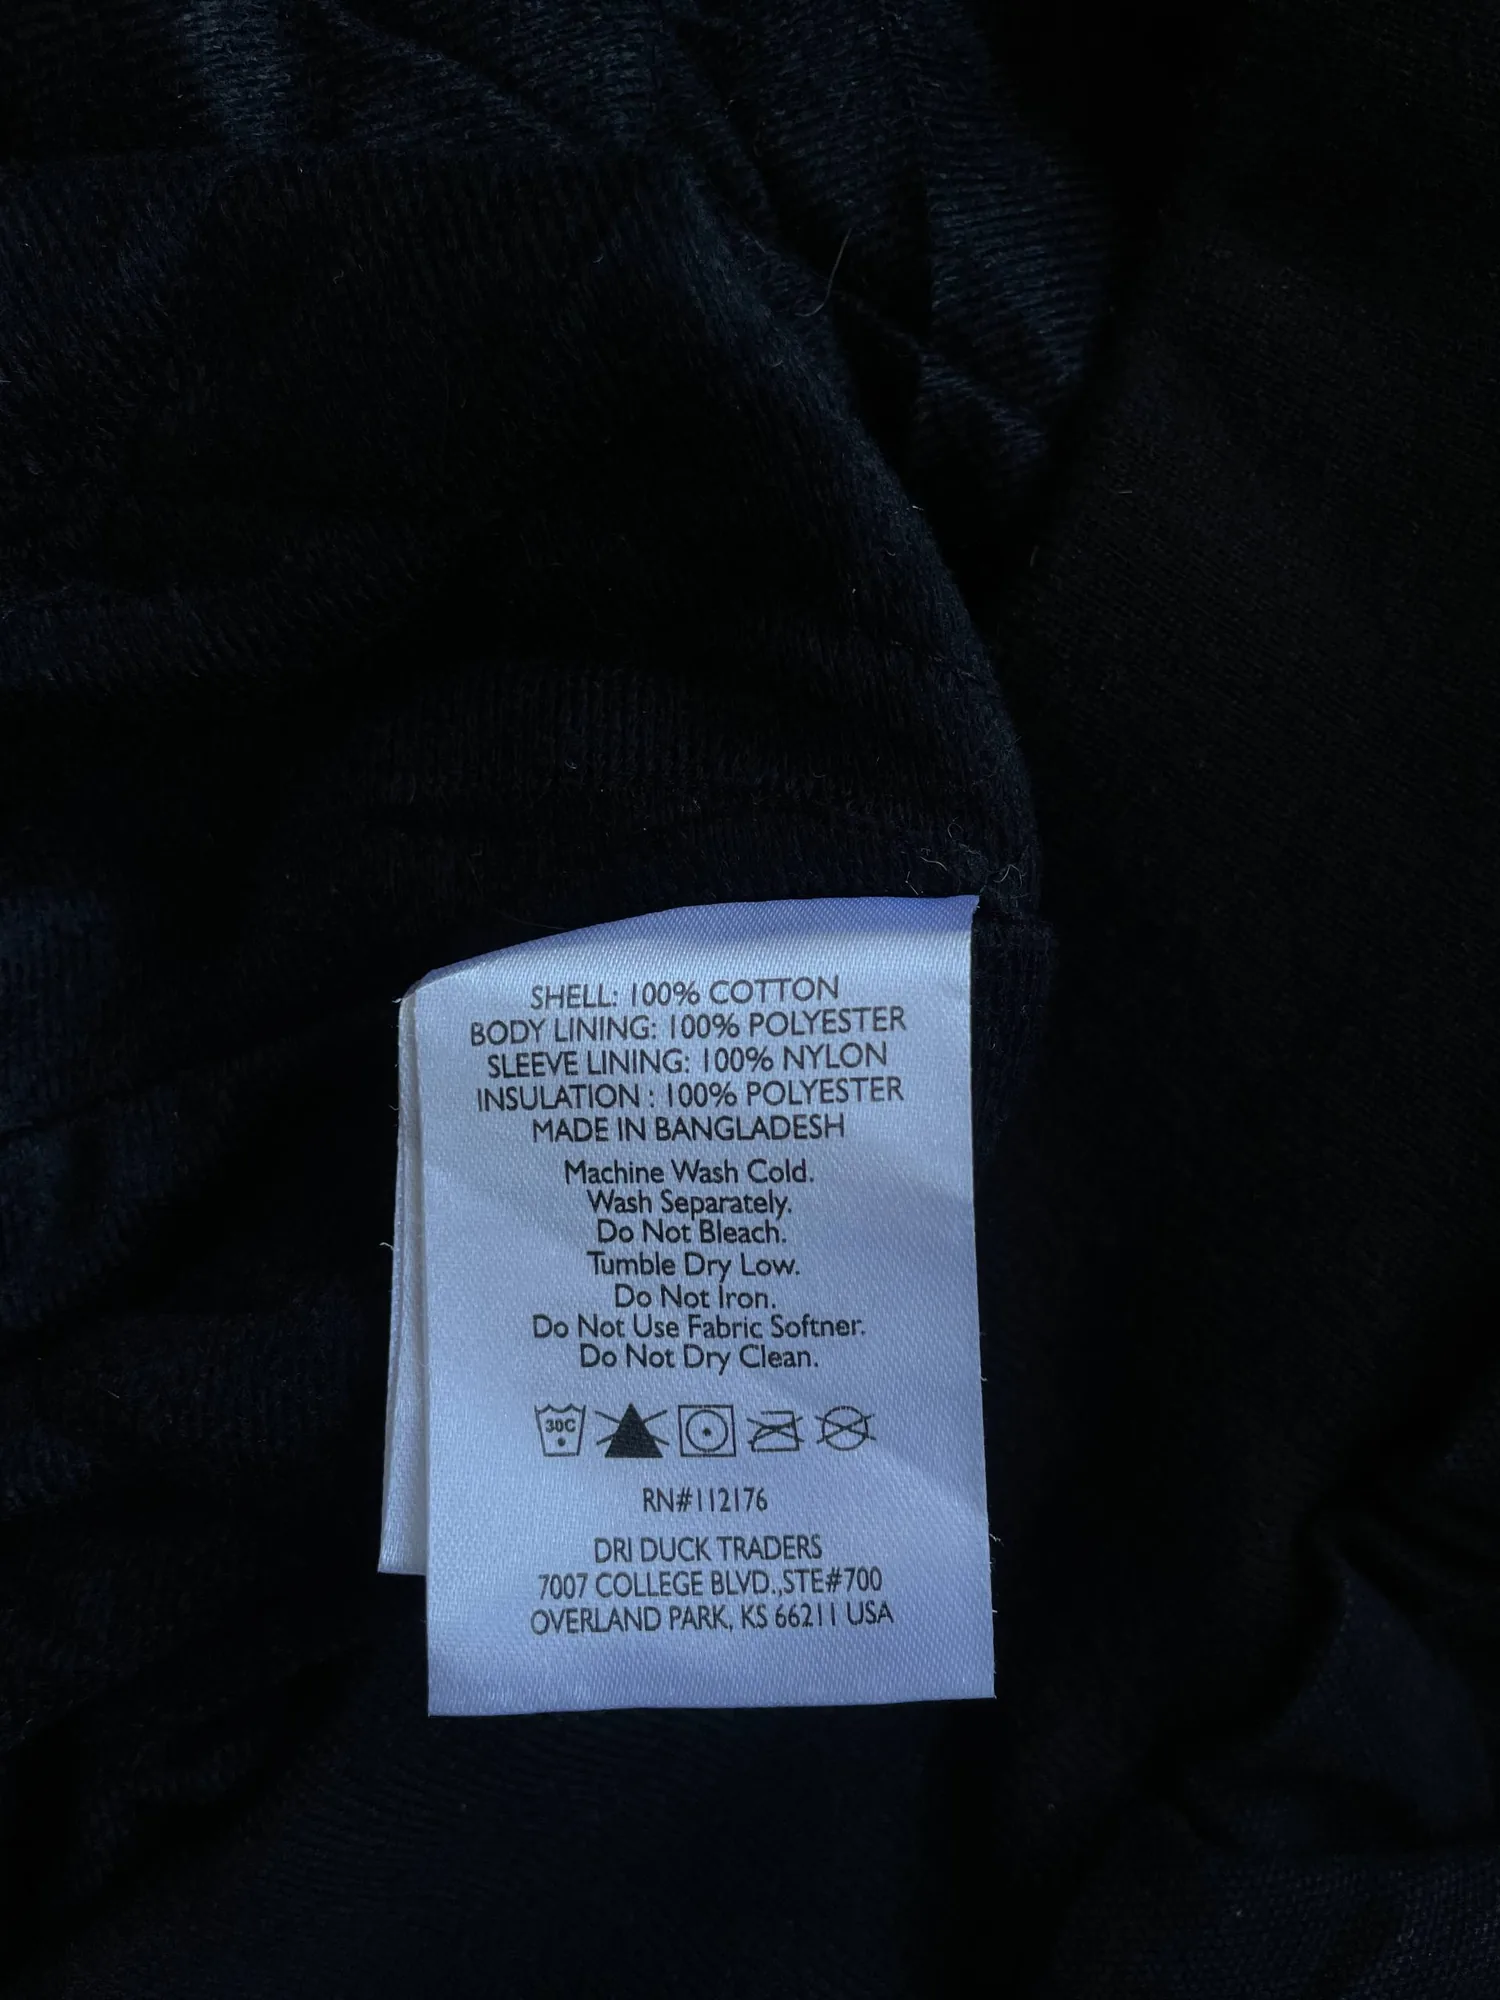 SHELL: 100% COTTON
BODY LINING: 100% POLYESTER
SLEEVE LINING: 100% NYLON
INSULATION : 100% POLYESTER
MADE IN BANGLADESH
Machine Wash Cold.
Wash Separately.
Do Not Bleach.
Tumble Dry Low.
Do Not Iron.
Do Not Use Fabric Softner.
Do Not Dry Clean.
30C
RN#112176
DRI DUCK TRADERS
7007 COLLEGE BLVD.,STE#700
OVERLAND PARK, KS 66211 USA